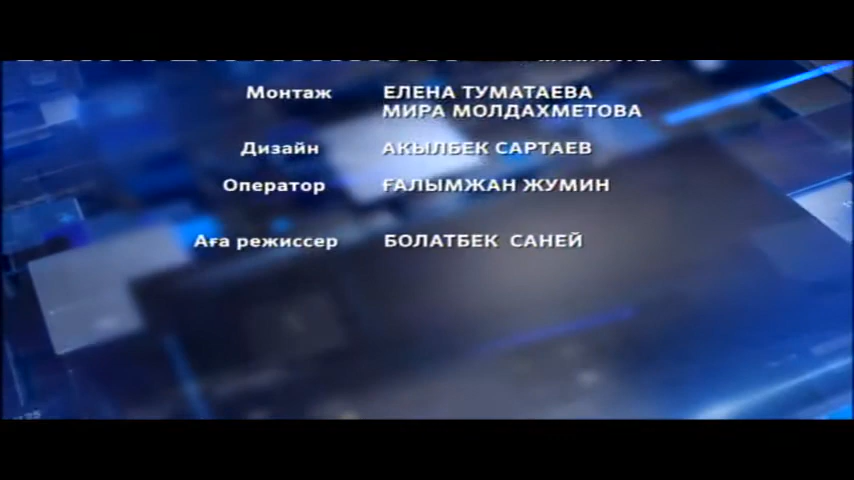 Монтаж ЕЛЕНА ТУМАТАЕВА
МИРА МОЛДАХМЕТОВА
Дизайн АКЫЛБЕК САРТАЕВ
Оператор ҒАЛЫМЖАН ЖУМИН
Аға режиссер БОЛАТБЕК САНЕЙ